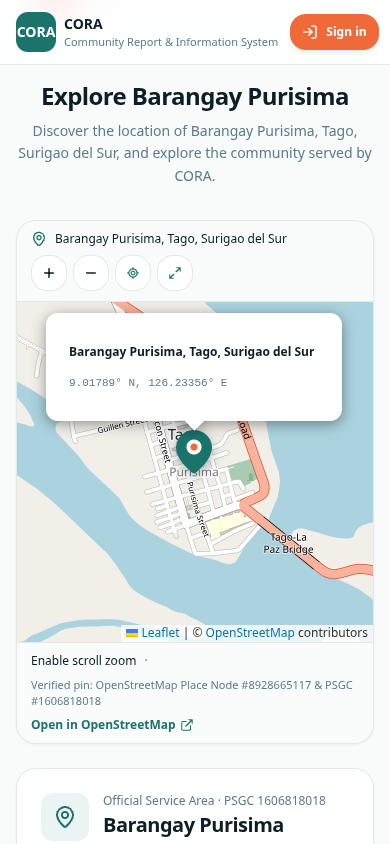 CORA
CORA
Community Report & Information System
Sign in
Explore Barangay Purisima
Discover the location of Barangay Purisima, Tago,
Surigao del Sur, and explore the community served by
CORA.
Barangay Purisima, Tago, Surigao del Sur
Barangay Purisima, Tago, Surigao del Sur
9.01789° N, 126.23356° E
Guillen Street
Purisima
Purisima Street
Tago-La
Paz Bridge
Leaflet | © OpenStreetMap contributors
Enable scroll zoom ·
Verified pin: OpenStreetMap Place Node #8928665117 & PSGC
#1606818018
Open in OpenStreetMap
Official Service Area · PSGC 1606818018
Barangay Purisima